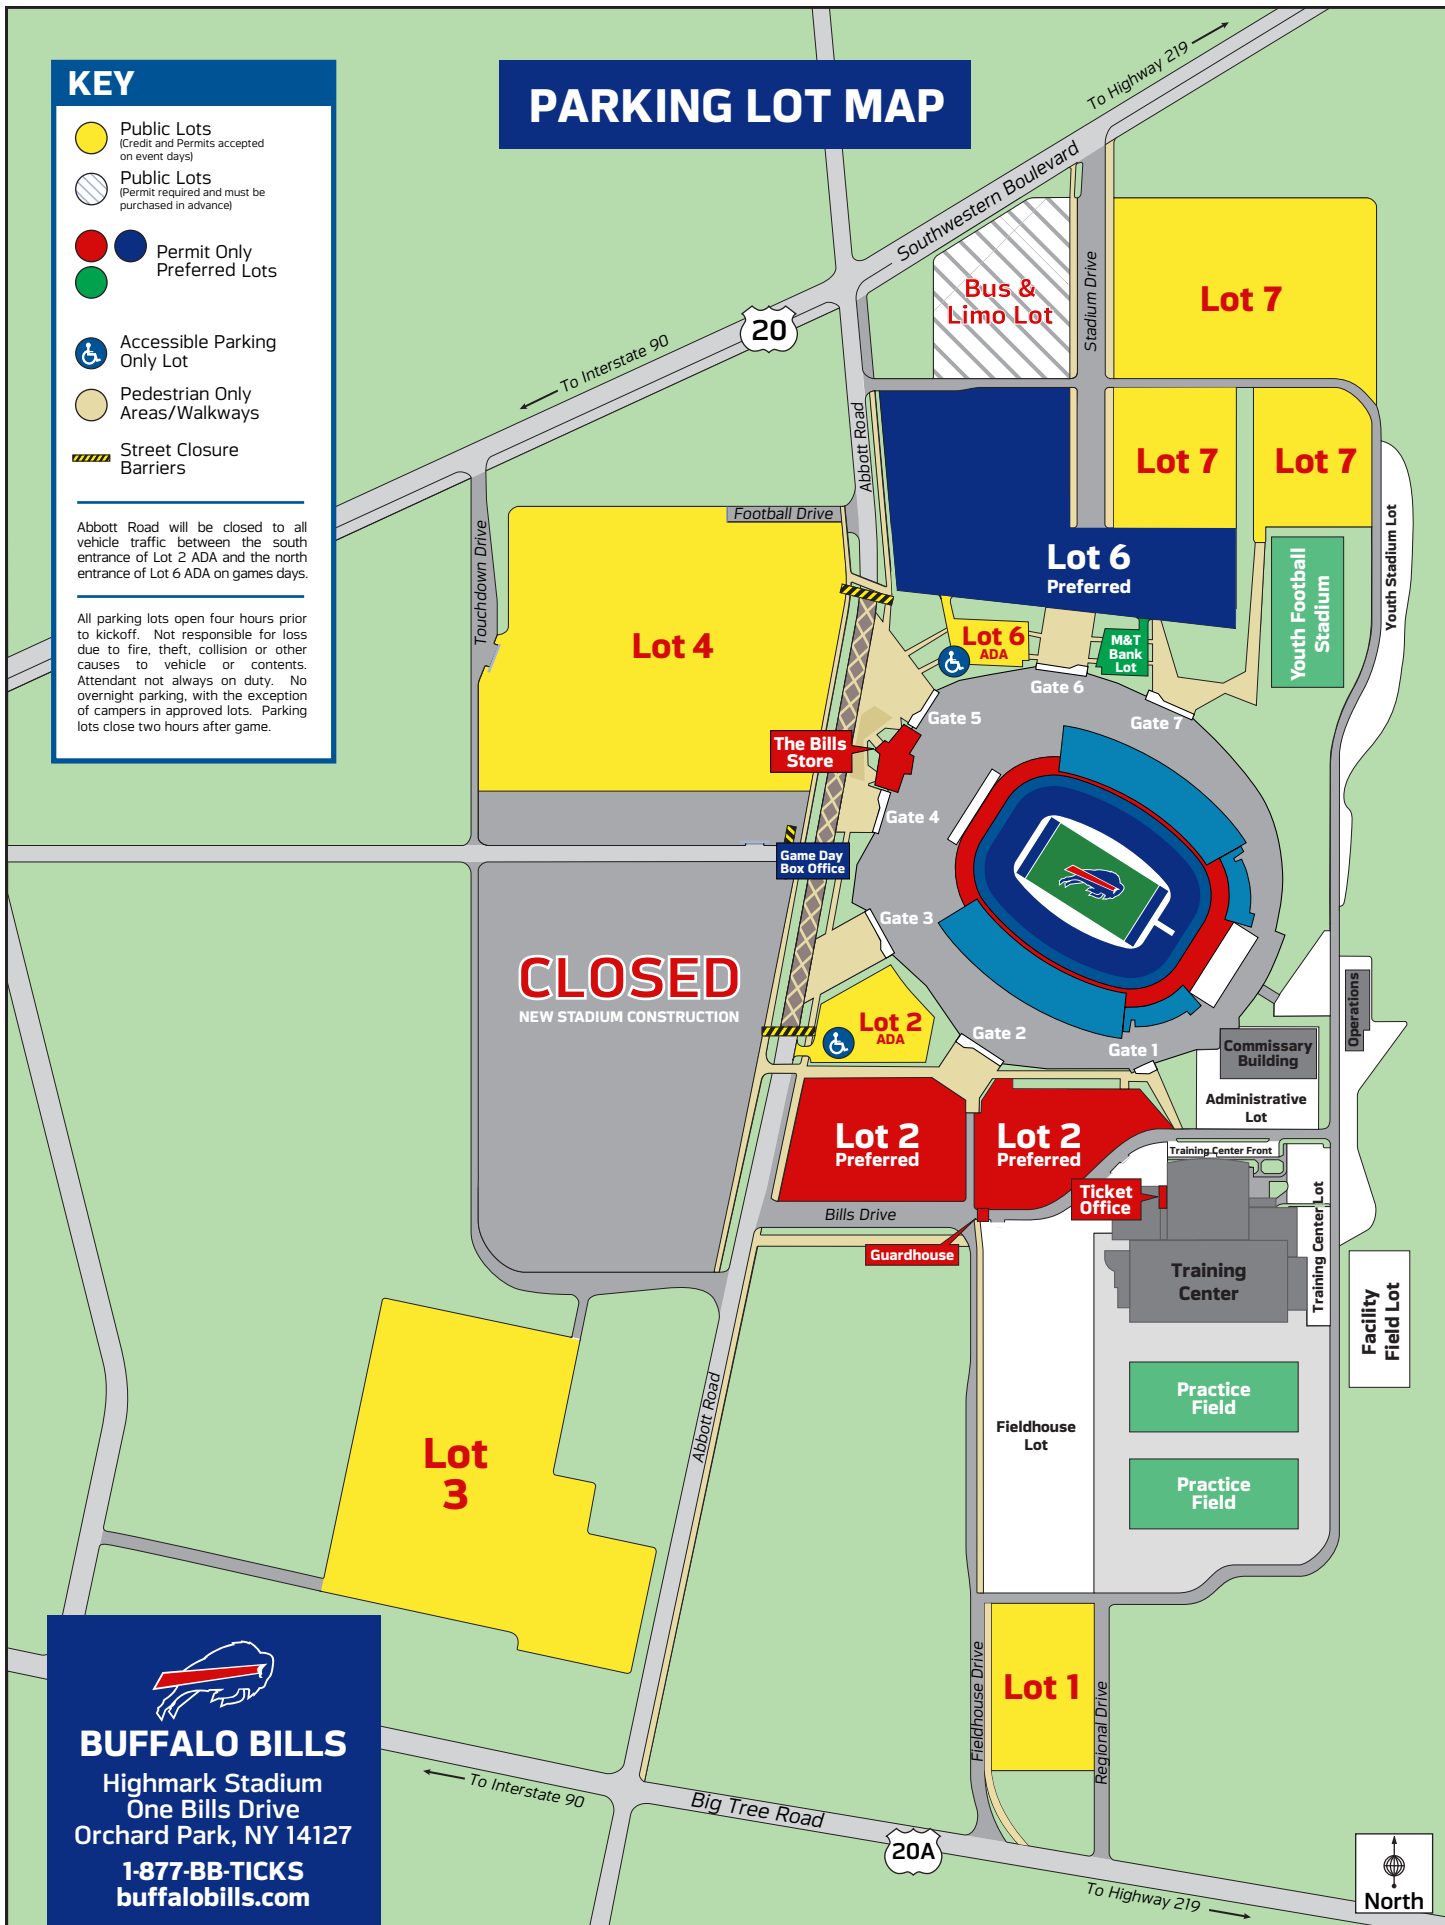 KEY
Public Lots
(Credit and Permits accepted
on event days)
Public Lots
(Permit required and must be
purchased in advance)
Permit Only
Preferred Lots
Accessible Parking
Only Lot
Pedestrian Only
Areas/Walkways
Street Closure
Barriers
Abbott Road will be closed to all
vehicle traffic between the south
entrance of Lot 2 ADA and the north
entrance of Lot 6 ADA on games days.
All parking lots open four hours prior
to kickoff. Not responsible for loss
due to fire, theft, collision or other
causes to vehicle or contents.
Attendant not always on duty. No
overnight parking, with the exception
of campers in approved lots. Parking
lots close two hours after game.
PARKING LOT MAP
To Highway 219
Southwestern Boulevard
Bus &
Limo Lot
Stadium Drive
Lot 7
20
To Interstate 90
Abbott Road
Lot 7
Lot 7
Football Drive
Touchdown Drive
Lot 4
Lot 6
Preferred
Youth Football
Stadium
Youth Stadium Lot
Lot 6
ADA
M&T
Bank
Lot
Gate 6
Gate 7
Gate 5
The Bills
Store
Gate 4
Game Day
Box Office
Gate 3
CLOSED
NEW STADIUM CONSTRUCTION
Lot 2
ADA
Gate 2
Gate 1
Commissary
Building
Operations
Administrative
Lot
Lot 2
Preferred
Lot 2
Preferred
Training Center Front
Ticket
Office
Bills Drive
Guardhouse
Training
Center
Training Center Lot
Facility
Field Lot
Practice
Field
Abbott Road
Fieldhouse
Lot
Lot
3
Practice
Field
Fieldhouse Drive
Lot 1
Regional Drive
To Interstate 90
Big Tree Road
20A
To Highway 219
North
BUFFALO BILLS
Highmark Stadium
One Bills Drive
Orchard Park, NY 14127
1-877-BB-TICKS
buffalobills.com